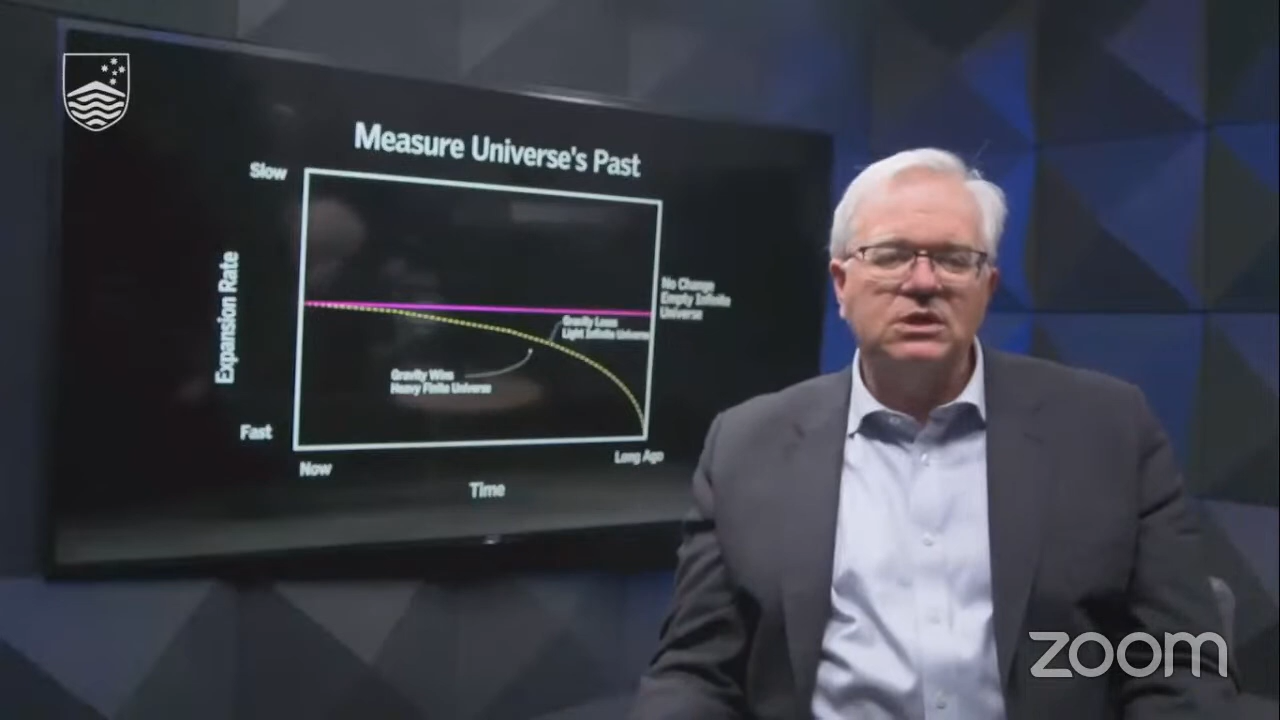 Measure Universe's Past
Slow
Expansion Rate
Fast
No Change
Empty Infinite
Universe
Gravity Loses
Light Infinite Universe
Gravity Wins
Heavy Finite Universe
Now
Long Ago
Time
zoom